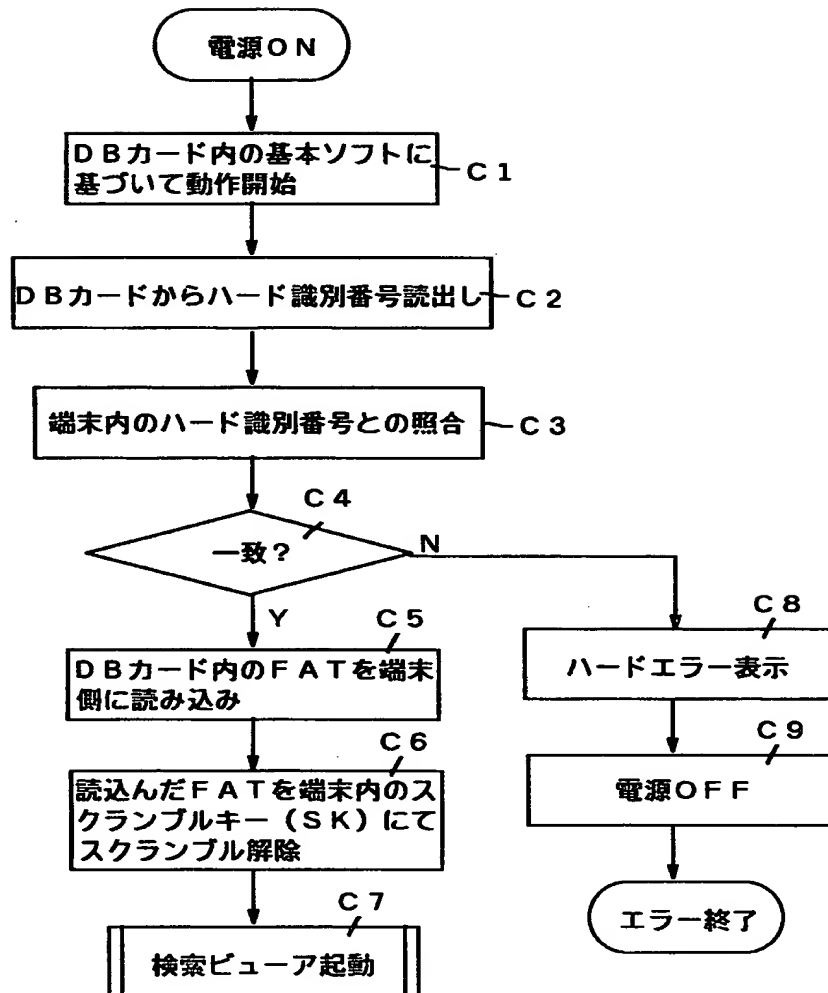 電源ON
DBカード内の基本ソフトに
基づいて動作開始
C1
DBカードからハード識別番号読出し
C2
端末内のハード識別番号との照合
C3
C4
一致？
N
Y
C5
DBカード内のFATを端末
側に読み込み
C6
読込んだFATを端末内のス
クランブルキー（SK）にて
スクランブル解除
C7
検索ビューア起動
C8
ハードエラー表示
C9
電源OFF
エラー終了